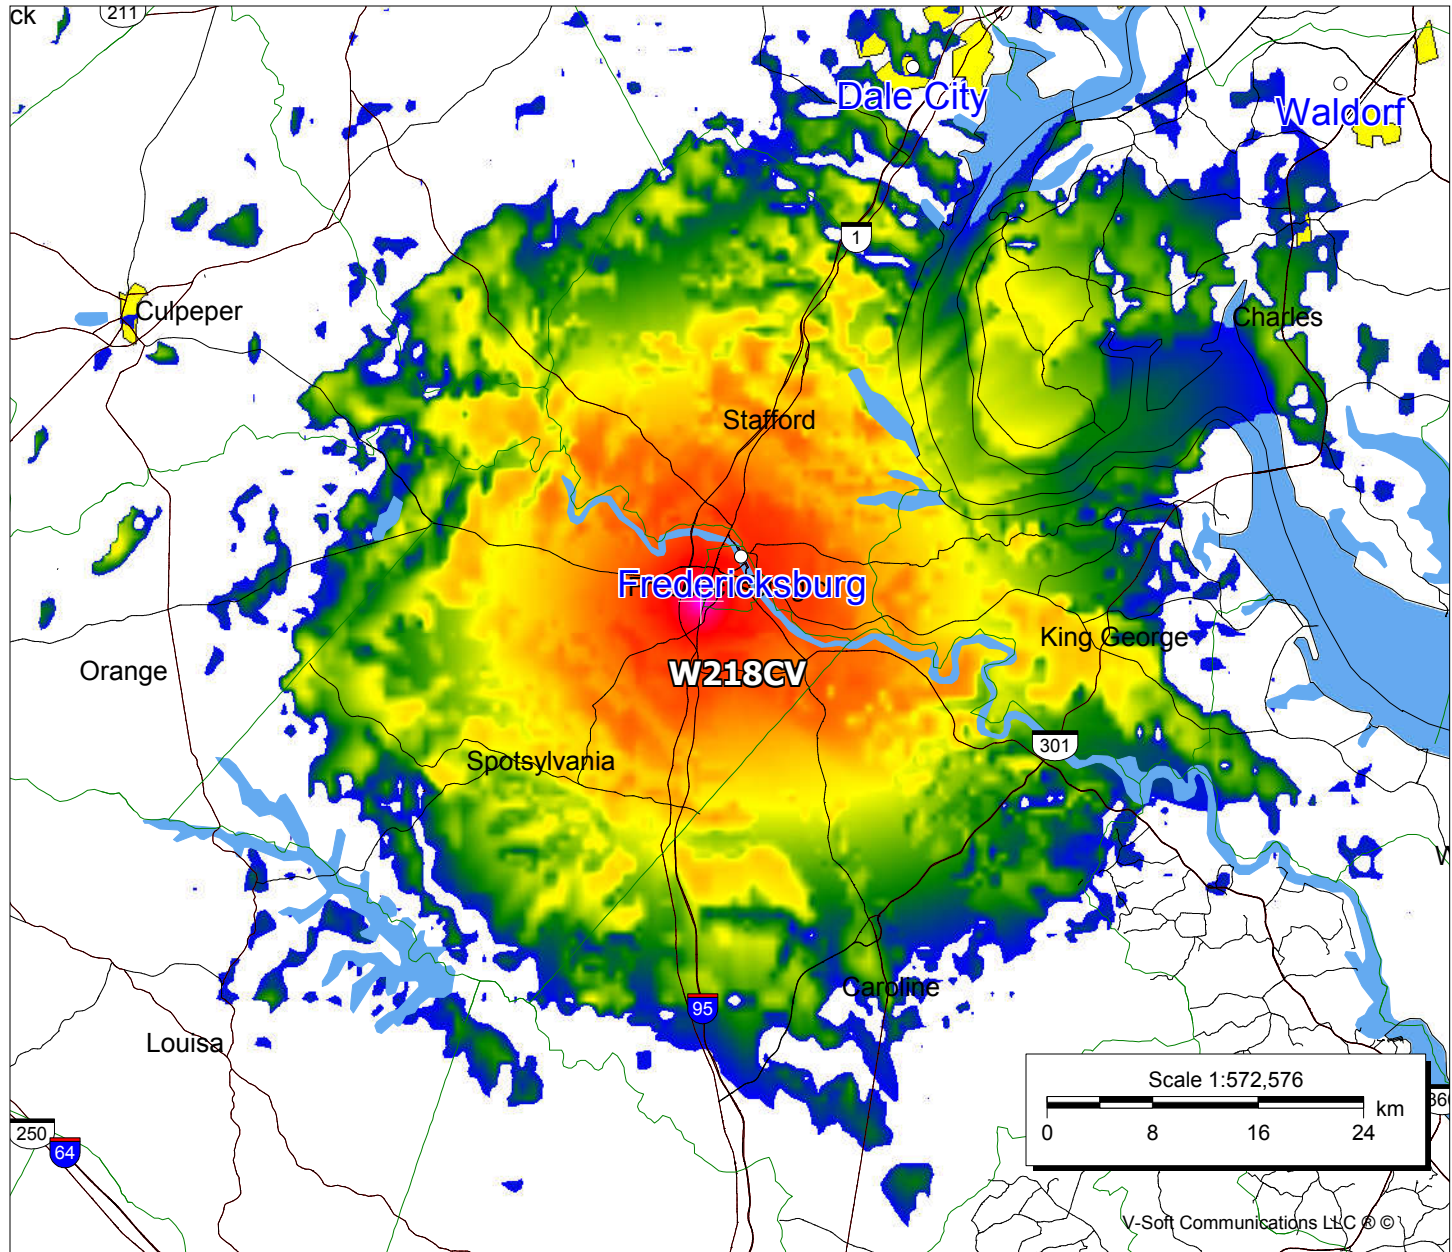 ck
211
Dale City
Waldorf
1
Culpeper
Charles
Stafford
Fredericksburg
King George
Orange
W218CV
301
Spotsylvania
W
Caroline
95
Louisa
Scale 1:572,576
km
0 8 16 24
250
64
V-Soft Communications LLC ® ©